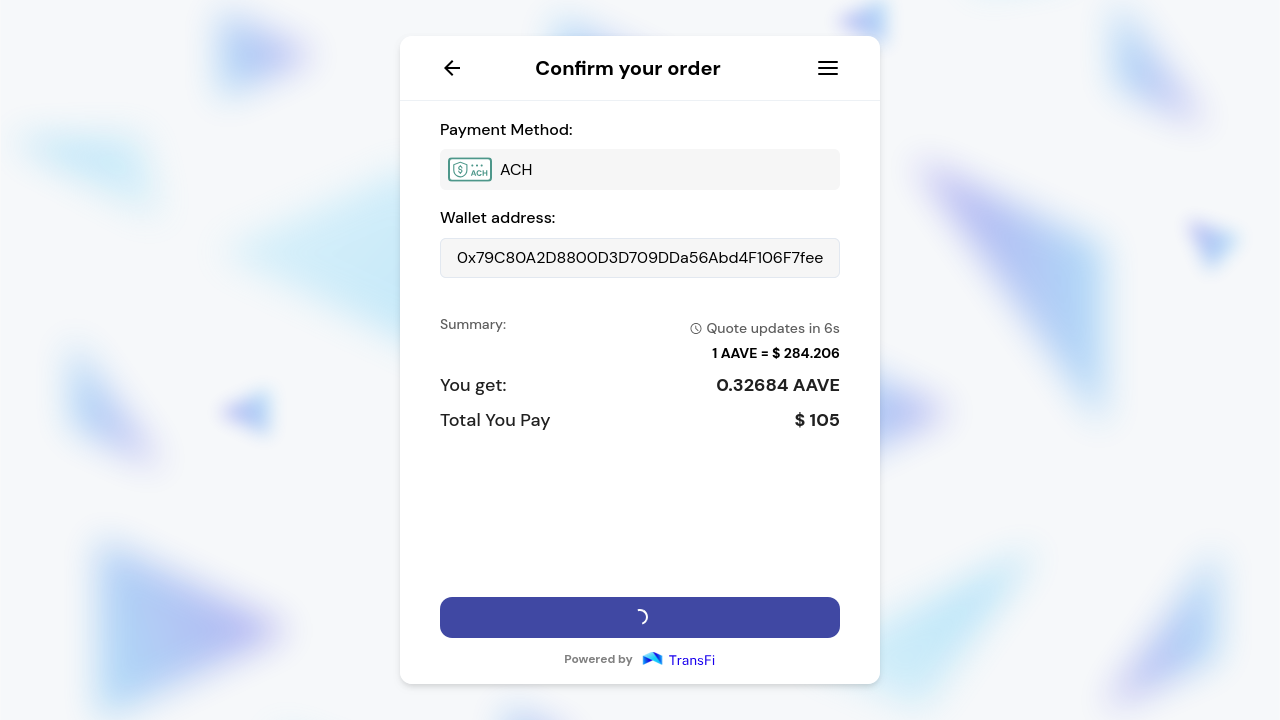 Confirm your order
Payment Method:
ACH ACH
Wallet address:
0x79C80A2D8800D3D709DDa56Abd4F106F7fee
Summary:
Quote updates in 6s
1 AAVE = $ 284.206
You get: 0.32684 AAVE
Total You Pay $ 105
Powered by TransFi